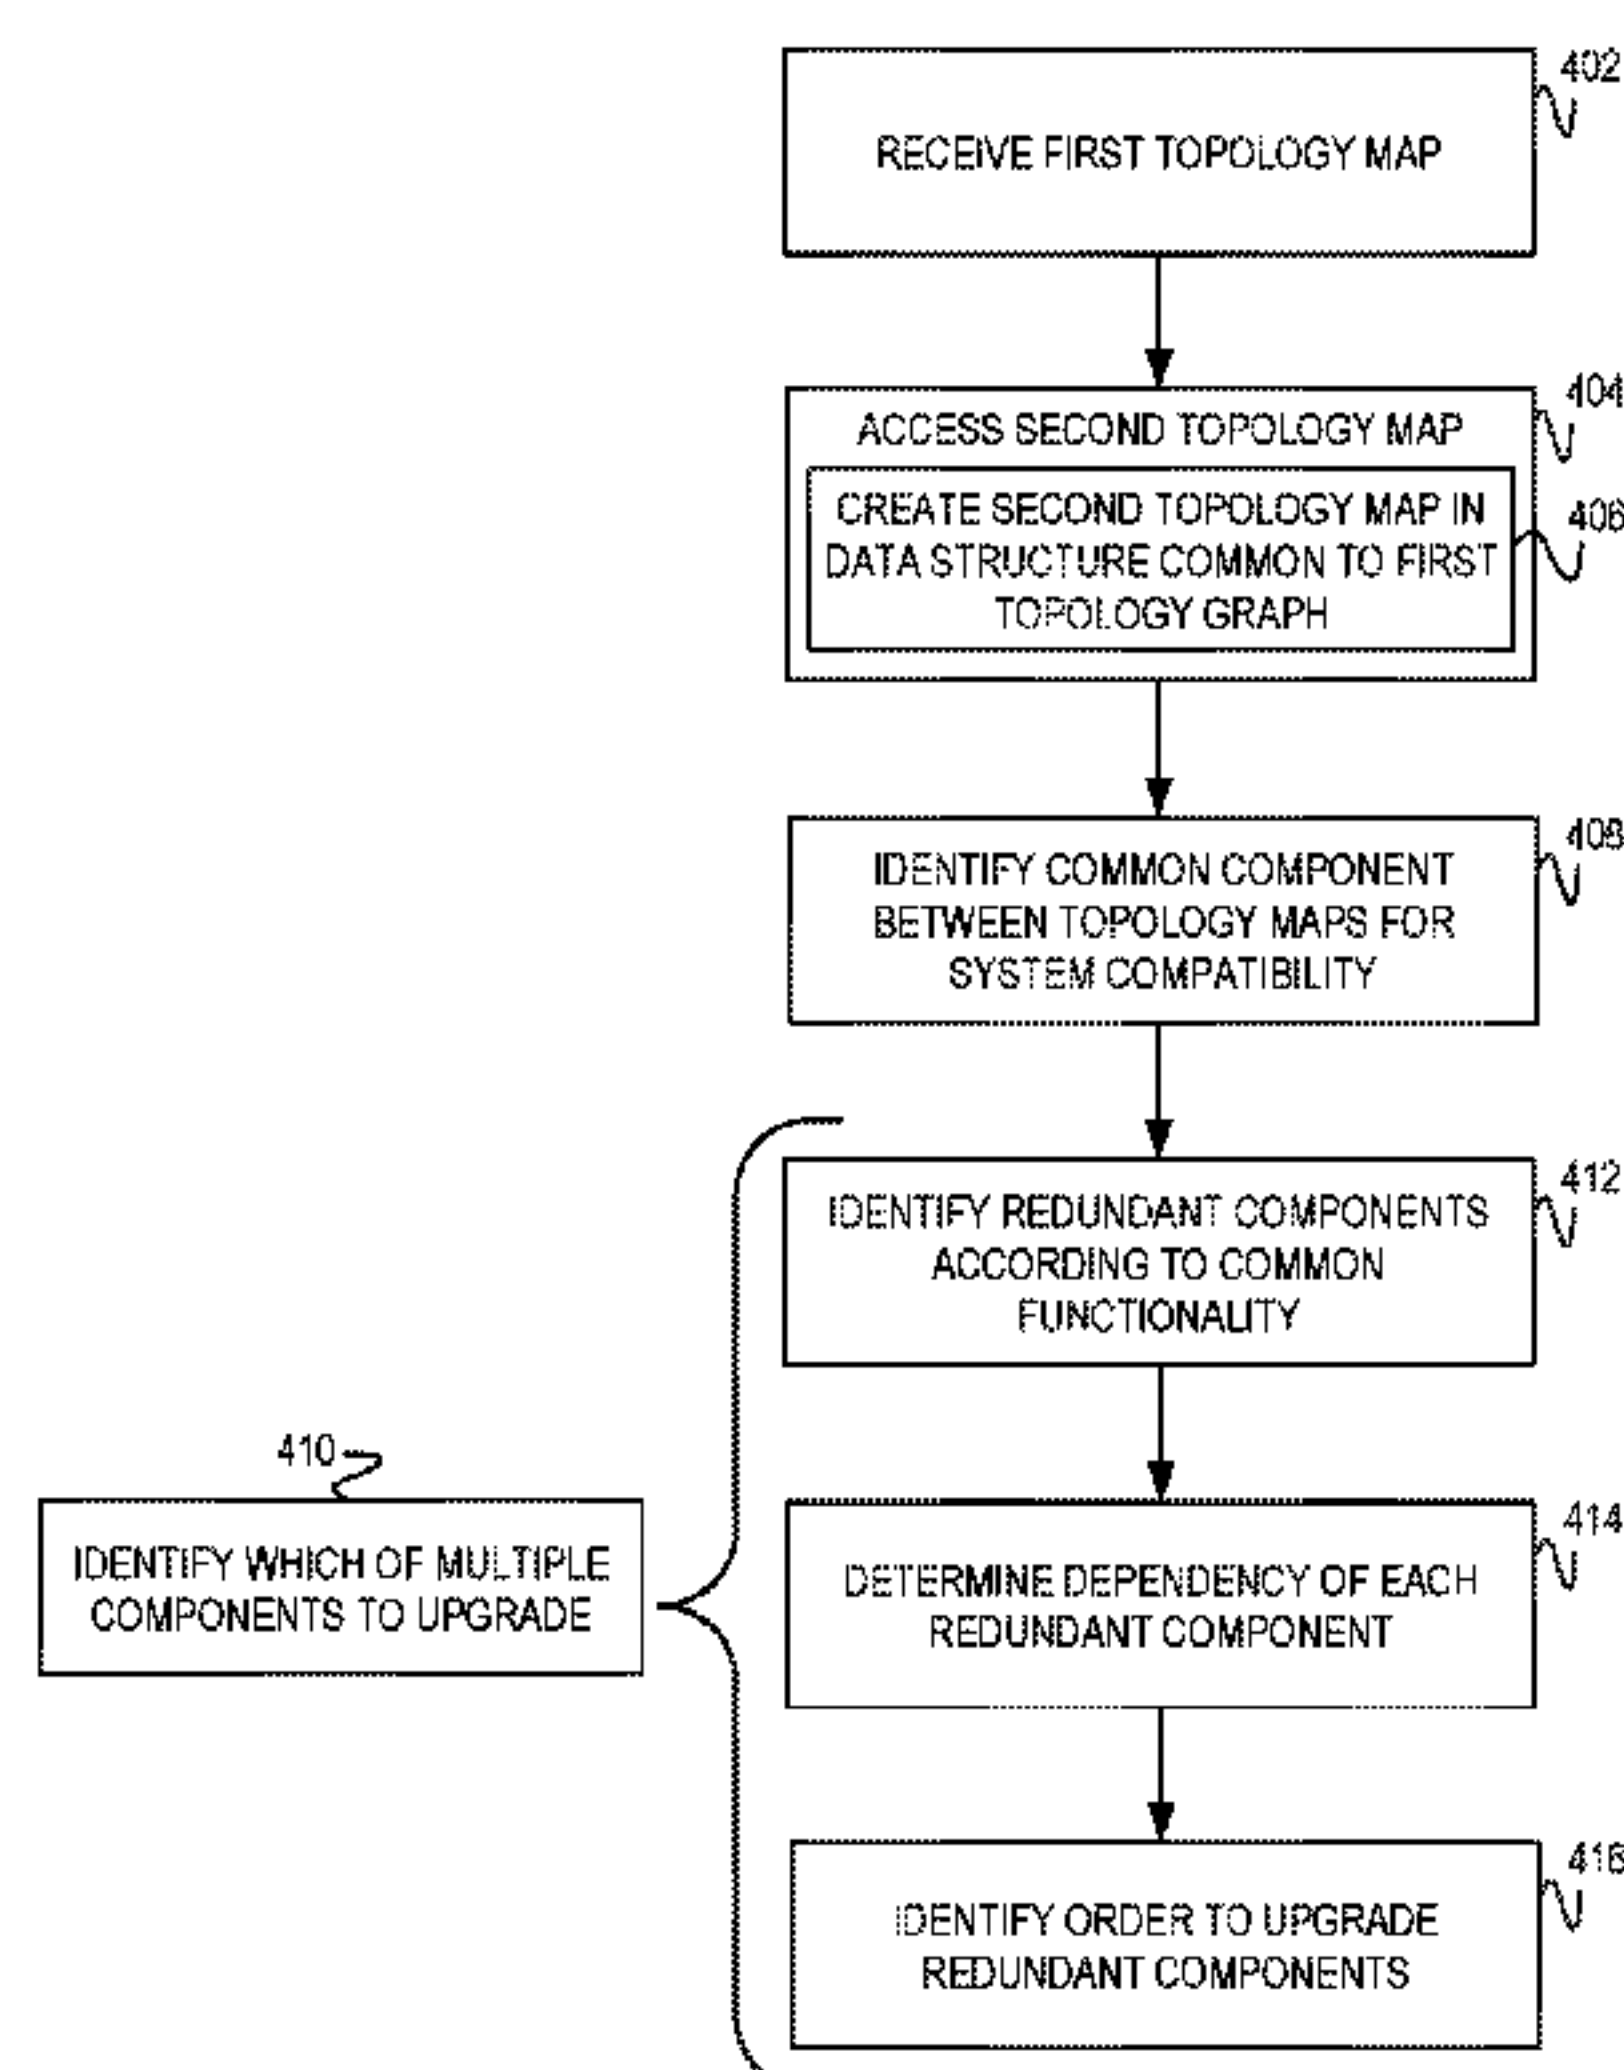 402
RECEIVE FIRST TOPOLOGY MAP
404
ACCESS SECOND TOPOLOGY MAP
406
CREATE SECOND TOPOLOGY MAP IN
DATA STRUCTURE COMMON TO FIRST
TOPOLOGY GRAPH
408
IDENTIFY COMMON COMPONENT
BETWEEN TOPOLOGY MAPS FOR
SYSTEM COMPATIBILITY
412
IDENTIFY REDUNDANT COMPONENTS
ACCORDING TO COMMON
FUNCTIONALITY
410
IDENTIFY WHICH OF MULTIPLE
COMPONENTS TO UPGRADE
414
DETERMINE DEPENDENCY OF EACH
REDUNDANT COMPONENT
416
IDENTIFY ORDER TO UPGRADE
REDUNDANT COMPONENTS